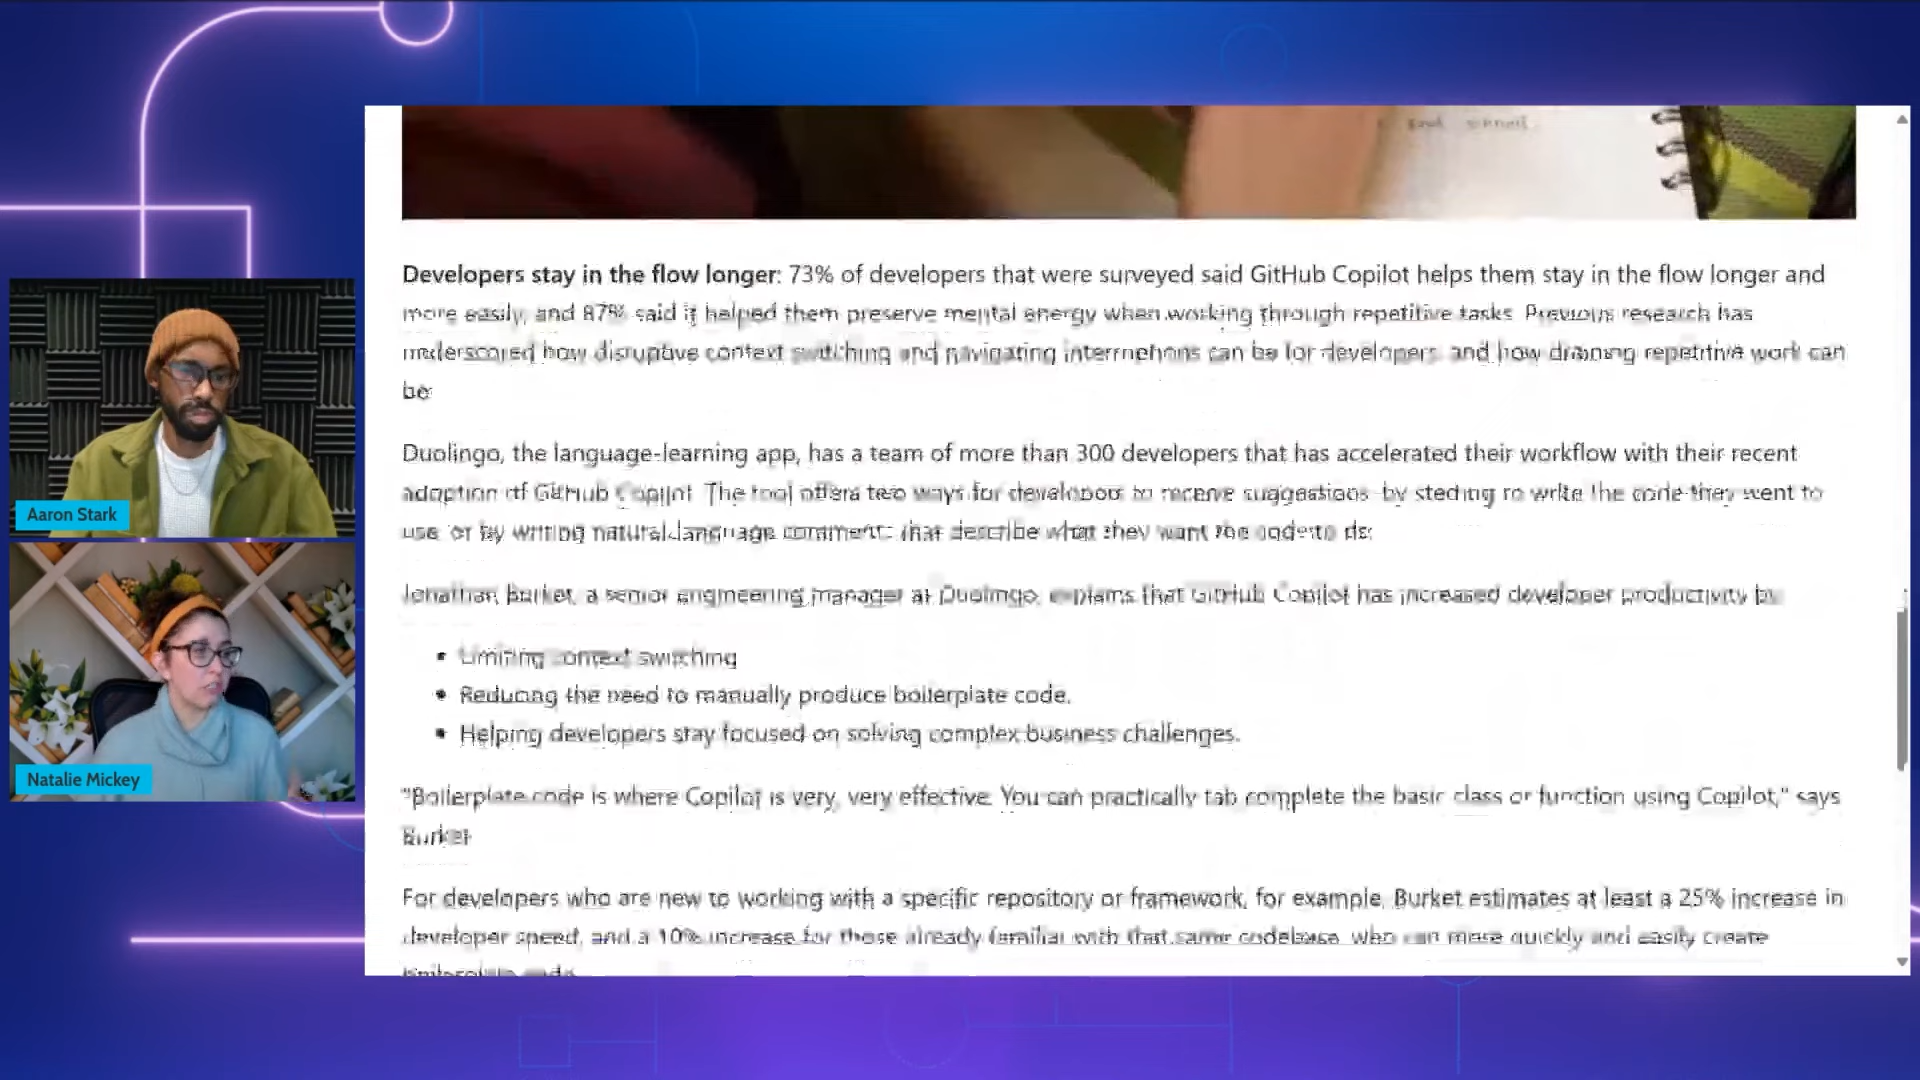 Developers stay in the flow longer: 73% of developers that were surveyed said GitHub Copilot helps them stay in the flow longer and
more easily, and 87% said it helped them preserve mental energy when working through repetitive tasks. Previous research has
how disruptive context switching and navigating can be for developers, and how draining repetitive work can
be.
Duolingo, the language-learning app, has a team of more than 300 developers that has accelerated their workflow with their recent
adoption of GitHub Copilot. The tool offers two ways for developers to receive suggestions: by starting to write the code they want to
use or by writing natural language comments that describe what they want the code to do.
Jonathan Burket, a senior engineering manager at Duolingo, explains that GitHub Copilot has increased developer productivity by:
Aaron Stark
• Limiting context switching
• Reducing the need to manually produce boilerplate code.
• Helping developers stay focused on solving complex business challenges.
Natalie Mickey
"Boilerplate code is where Copilot is very, very effective. You can practically tab complete the basic class or function using Copilot," says
Burket.
For developers who are new to working with a specific repository or framework, for example, Burket estimates at least a 25% increase in
developer speed, and a 10% increase for those already familiar with that same codebase, who can more quickly and easily create